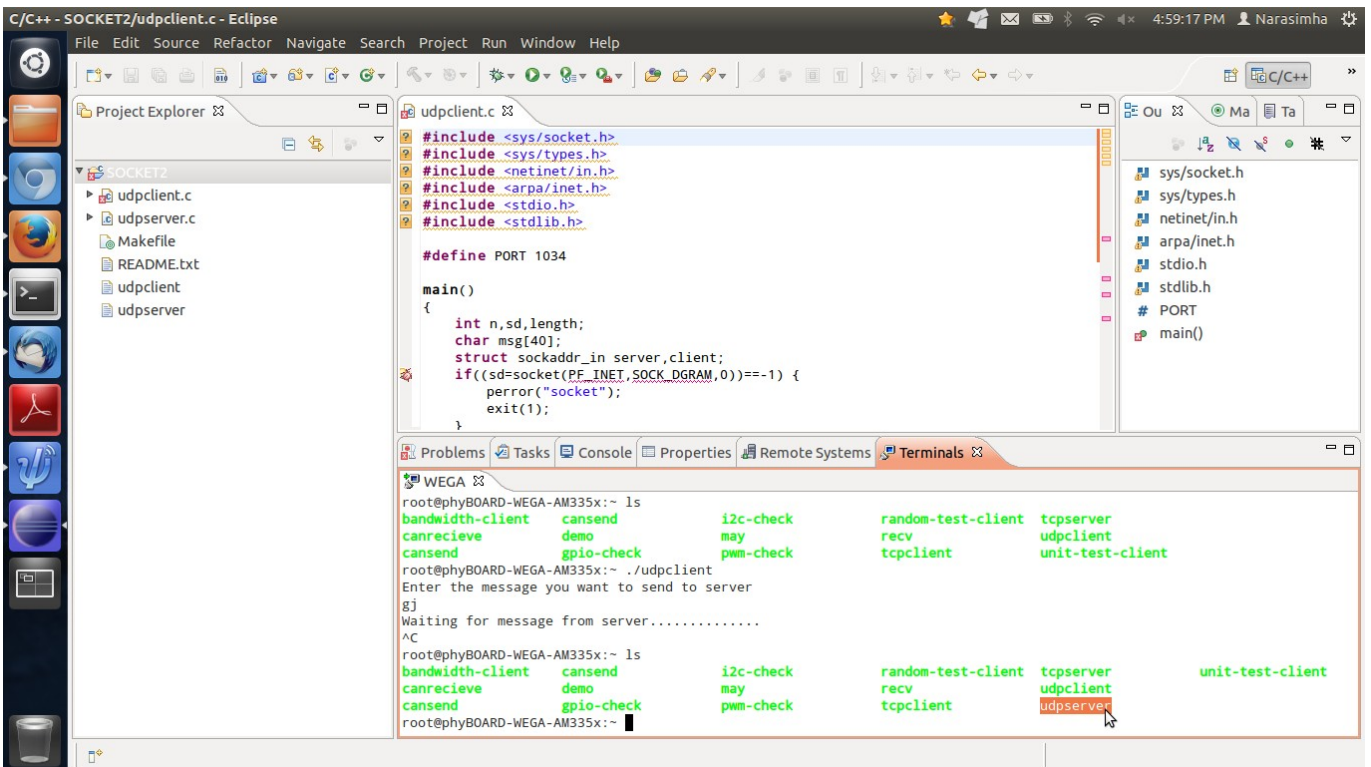 C/C++ - SOCKET2/udpclient.c - Eclipse
4:59:17 PM Narasimha
File Edit Source Refactor Navigate Search Project Run Window Help
C/C++ »
Project Explorer
SOCKET2
udpclient.c
udpserver.c
Makefile
README.txt
udpclient
udpserver
udpclient.c
#include <sys/socket.h>
#include <sys/types.h>
#include <netinet/in.h>
#include <arpa/inet.h>
#include <stdio.h>
#include <stdlib.h>
#define PORT 1034
main()
{
int n,sd,length;
char msg[40];
struct sockaddr_in server,client;
if((sd=socket(PF_INET,SOCK_DGRAM,0))==-1) {
perror("socket");
exit(1);
}
Ou Ma Ta
sys/socket.h
sys/types.h
netinet/in.h
arpa/inet.h
stdio.h
stdlib.h
# PORT
main()
Problems Tasks Console Properties Remote Systems Terminals
WEGA
root@phyBOARD-WEGA-AM335x:~ ls
bandwidth-client cansend i2c-check random-test-client tcpserver
canrecieve demo may recv udpclient
cansend gpio-check pwm-check tcpclient unit-test-client
root@phyBOARD-WEGA-AM335x:~ ./udpclient
Enter the message you want to send to server
gj
Waiting for message from server..............
^C
root@phyBOARD-WEGA-AM335x:~ ls
bandwidth-client cansend i2c-check random-test-client tcpserver unit-test-client
canrecieve demo may recv udpclient
cansend gpio-check pwm-check tcpclient udpserver
root@phyBOARD-WEGA-AM335x:~